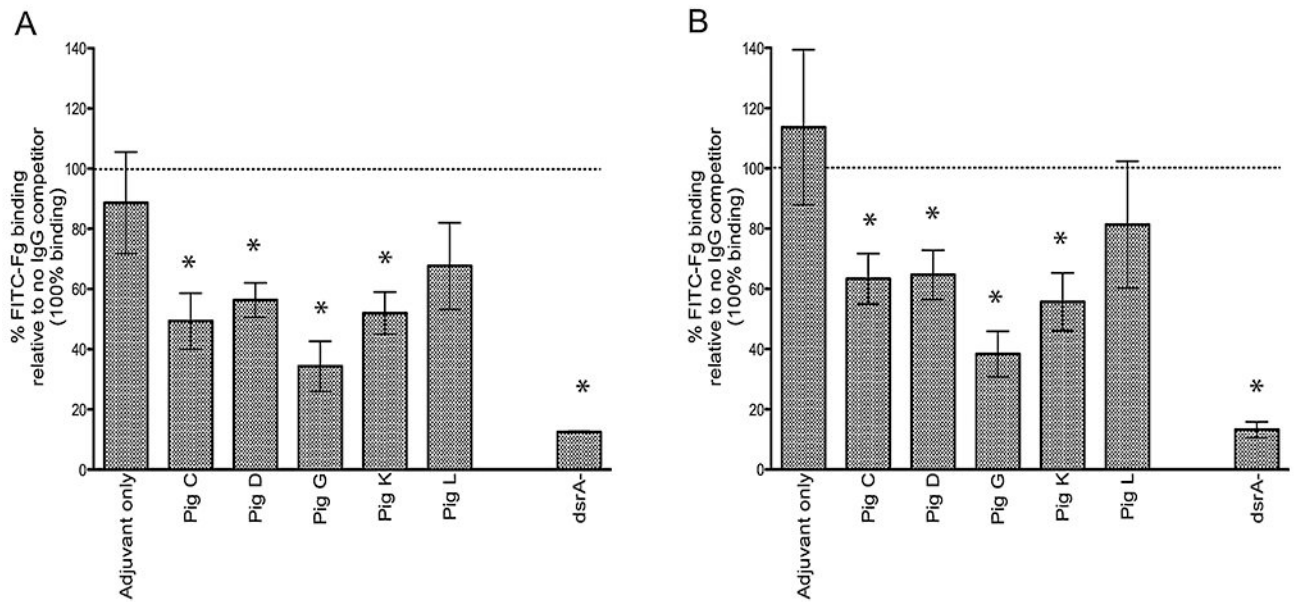 A
% FITC-Fg binding
relative to no IgG competitor
(100% binding)
140
120
100
80
60
40
20
0
*
*
*
*
*
Adjuvant only
Pig C
Pig D
Pig G
Pig K
Pig L
dsrA-
B
% FITC-Fg binding
relative to no IgG competitor
(100% binding)
140
120
100
80
60
40
20
0
*
*
*
*
*
Adjuvant only
Pig C
Pig D
Pig G
Pig K
Pig L
dsrA-